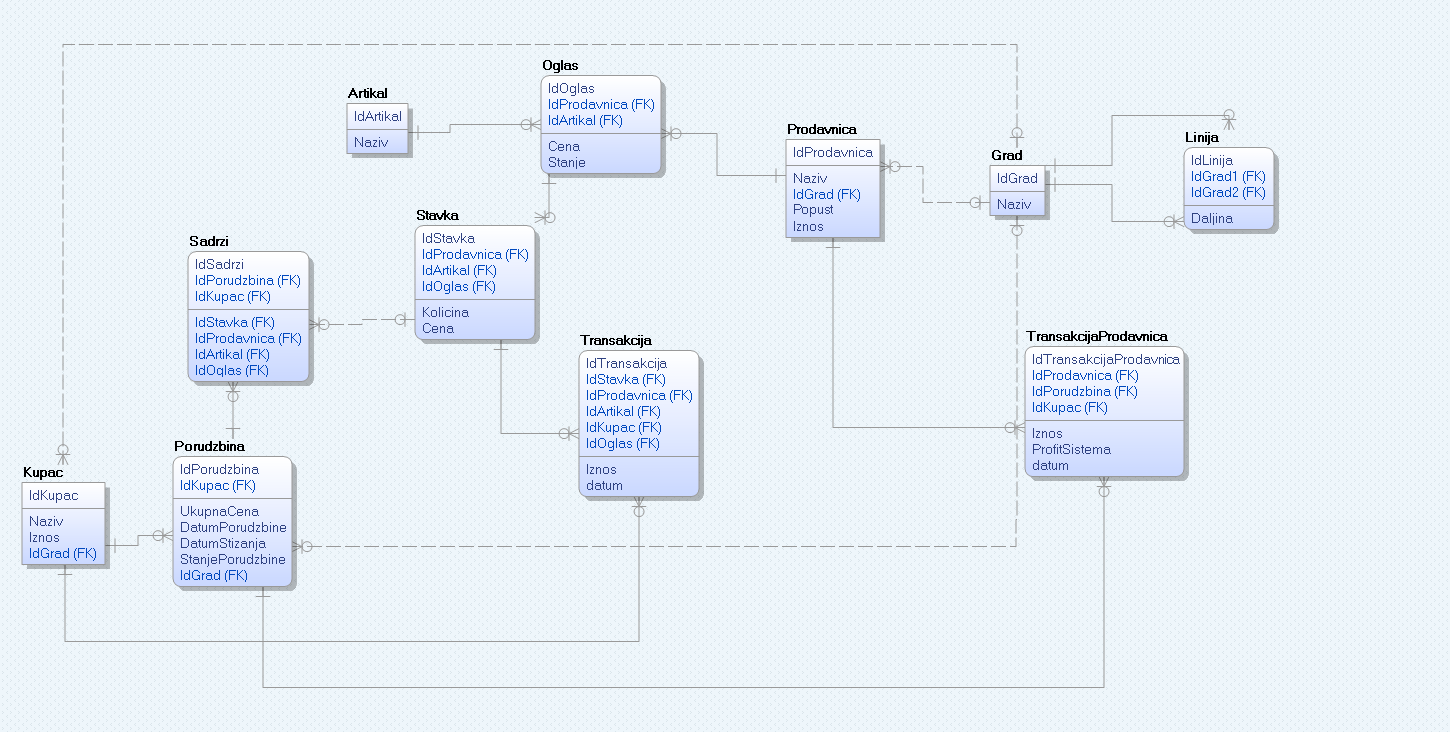 Artikal
IdArtikal
Naziv
Oglas
IdOglas
IdProdavnica (FK)
IdArtikal (FK)
Cena
Stanje
Prodavnica
IdProdavnica
Naziv
IdGrad (FK)
Popust
Iznos
Grad
IdGrad
Naziv
Linija
IdLinija
IdGrad1 (FK)
IdGrad2 (FK)
Daljina
Stavka
IdStavka
IdProdavnica (FK)
IdArtikal (FK)
IdOglas (FK)
Kolicina
Cena
Sadrzi
IdSadrzi
IdPorudzbina (FK)
IdKupac (FK)
IdStavka (FK)
IdProdavnica (FK)
IdArtikal (FK)
IdOglas (FK)
Transakcija
IdTransakcija
IdStavka (FK)
IdProdavnica (FK)
IdArtikal (FK)
IdKupac (FK)
IdOglas (FK)
Iznos
datum
TransakcijaProdavnica
IdTransakcijaProdavnica
IdProdavnica (FK)
IdPorudzbina (FK)
IdKupac (FK)
Iznos
ProfitSistema
datum
Kupac
IdKupac
Naziv
Iznos
IdGrad (FK)
Porudzbina
IdPorudzbina
IdKupac (FK)
UkupnaCena
DatumPorudzbine
DatumStizanja
StanjePorudzbine
IdGrad (FK)